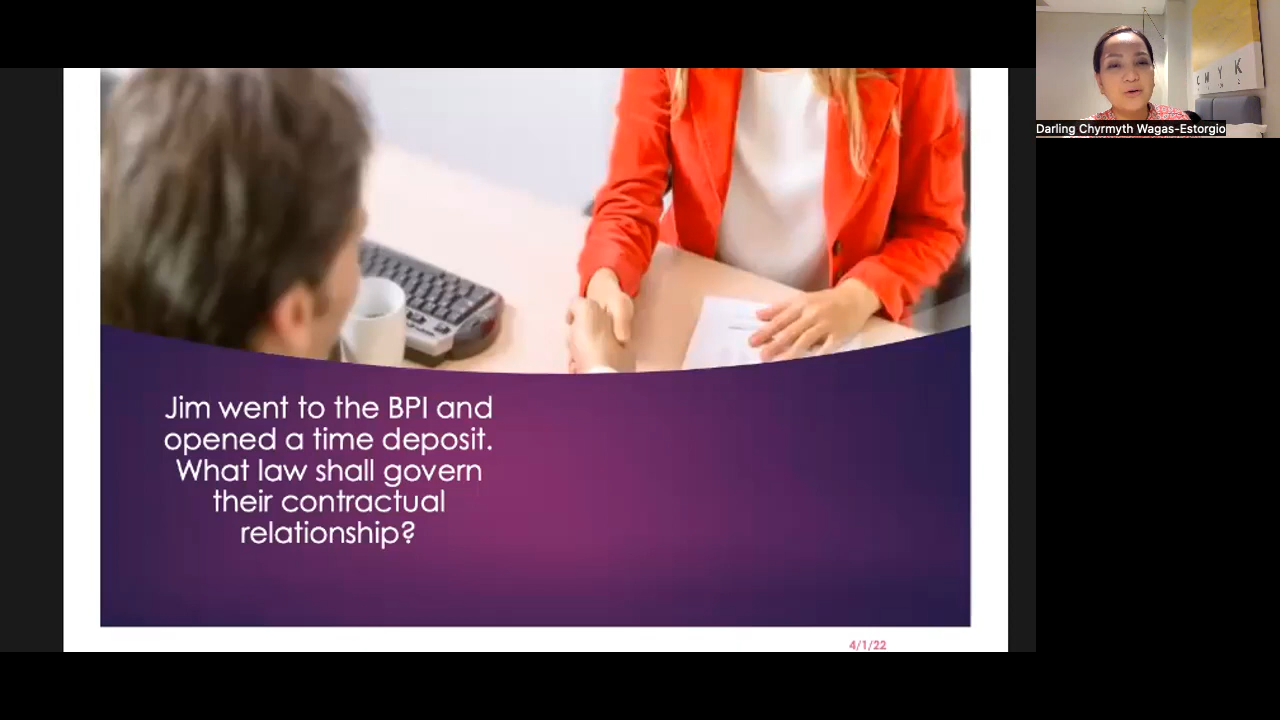 Jim went to the BPI and
opened a time deposit.
What law shall govern
their contractual
relationship?
4/1/22
C M Y K
Darling Chyrmyth Wagas-Estorgio